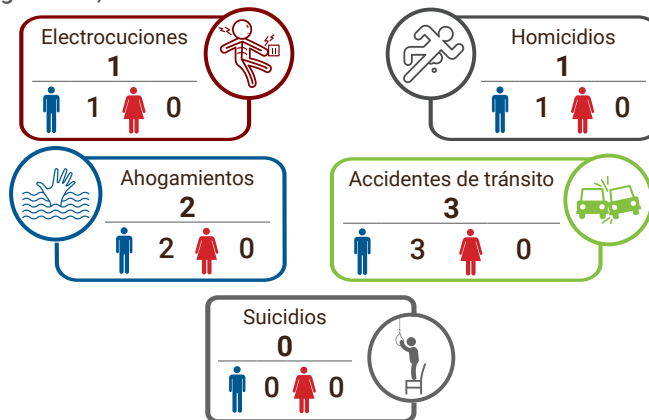 Electrocuciones
1
1 0
Homicidios
1
1 0
Ahogamientos
2
2 0
Accidentes de tránsito
3
3 0
Suicidios
0
0 0